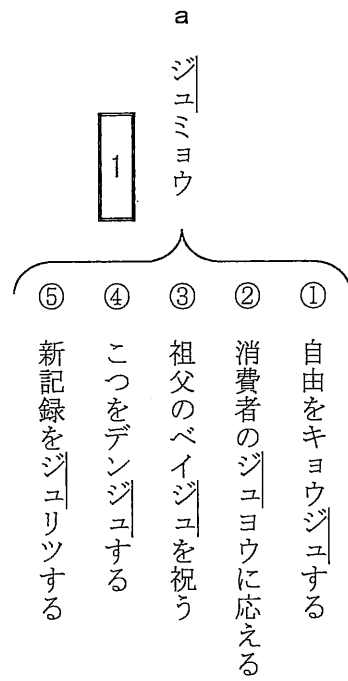 a ジュミョウ
1
① 自由をキョウジュする
② 消費者のジュヨウに応える
③ 祖父のベイジュを祝う
④ こつをデンジュする
⑤ 新記録をジュリツする